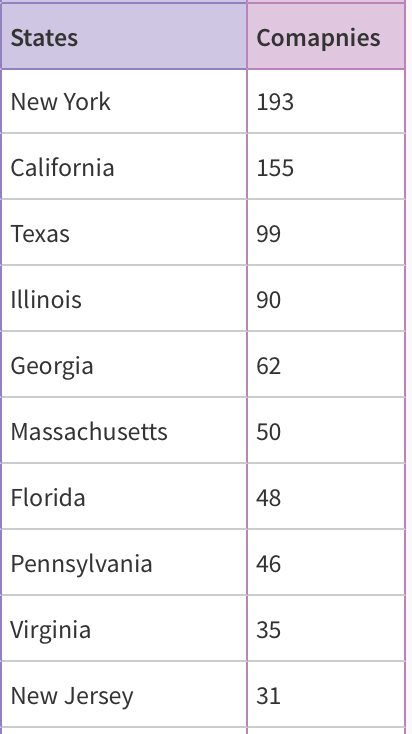 States Comapnies
New York 193
California 155
Texas 99
Illinois 90
Georgia 62
Massachusetts 50
Florida 48
Pennsylvania 46
Virginia 35
New Jersey 31